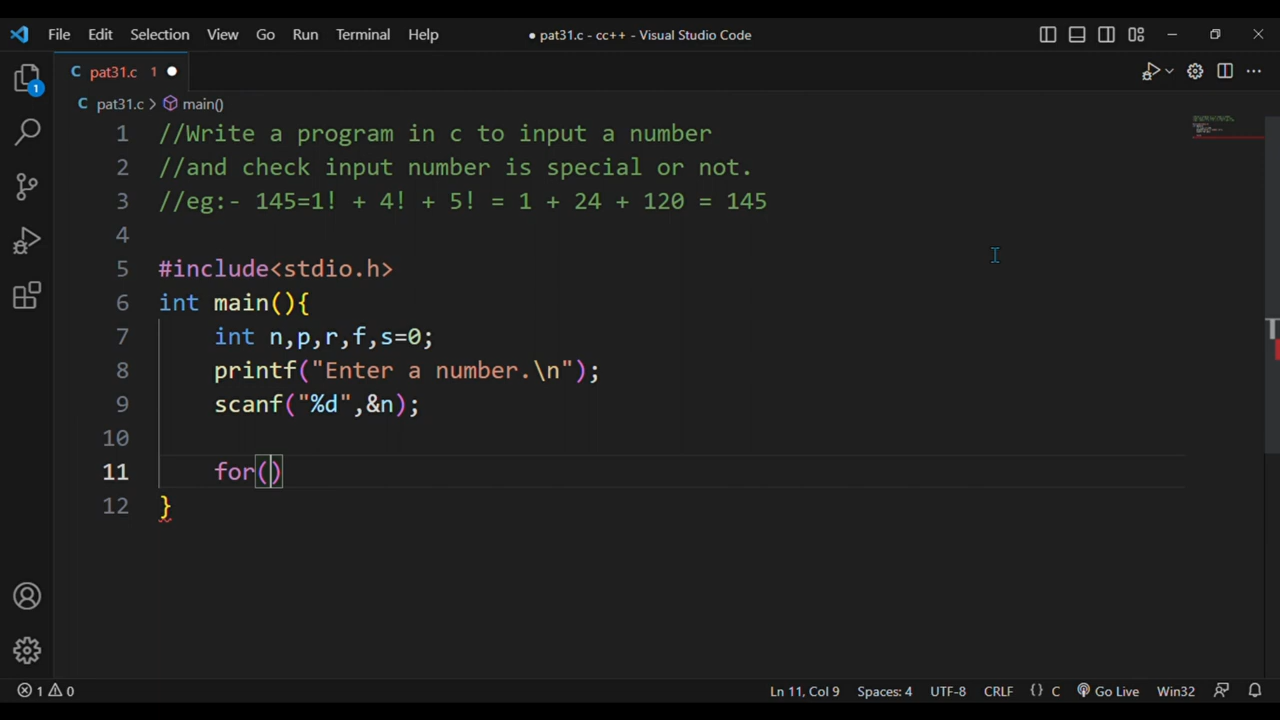 File Edit Selection View Go Run Terminal Help ● pat31.c - cc++ - Visual Studio Code
C pat31.c 1 ●
C pat31.c > main()
1
1 //Write a program in c to input a number
2 //and check input number is special or not.
3 //eg:- 145=1! + 4! + 5! = 1 + 24 + 120 = 145
4
5 #include<stdio.h>
6 int main(){
7 int n,p,r,f,s=0;
8 printf("Enter a number.\n");
9 scanf("%d",&n);
10
11 for()
12 }
1 0 Ln 11, Col 9 Spaces: 4 UTF-8 CRLF {} C Go Live Win32